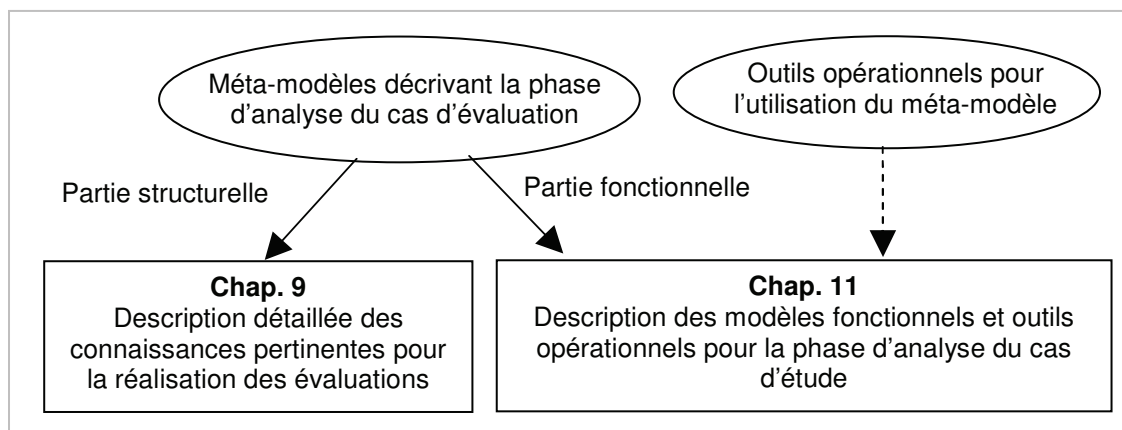 Méta-modèles décrivant la phase
d'analyse du cas d'évaluation
Outils opérationnels pour
l'utilisation du méta-modèle
Partie structurelle
Partie fonctionnelle
Chap. 9
Description détaillée des
connaissances pertinentes pour
la réalisation des évaluations
Chap. 11
Description des modèles fonctionnels et outils
opérationnels pour la phase d'analyse du cas
d'étude